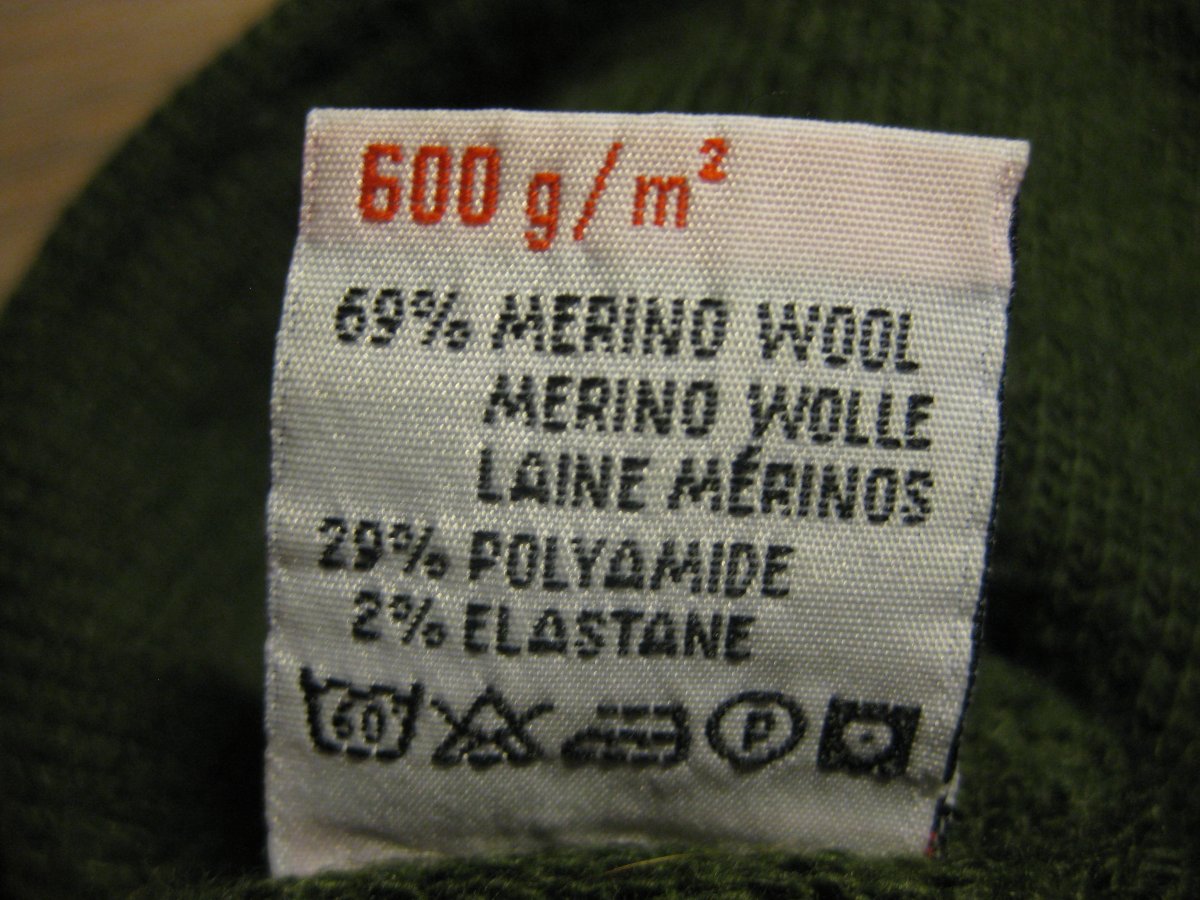 600 g/m²
69% MERINO WOOL
MERINO WOLLE
LAINE MÉRINOS
29% POLYAMIDE
2% ELASTANE
60 P